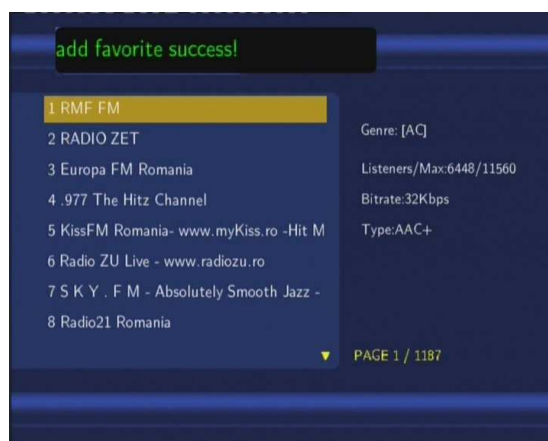 add favorite success!
1 RMF FM
2 RADIO ZET
3 Europa FM Romania
4 .977 The Hitz Channel
5 KissFM Romania- www.myKiss.ro -Hit M
6 Radio ZU Live - www.radiozu.ro
7 S K Y . F M - Absolutely Smooth Jazz -
8 Radio21 Romania
Genre: [AC]
Listeners/Max:6448/11560
Bitrate:32Kbps
Type:AAC+
PAGE 1 / 1187